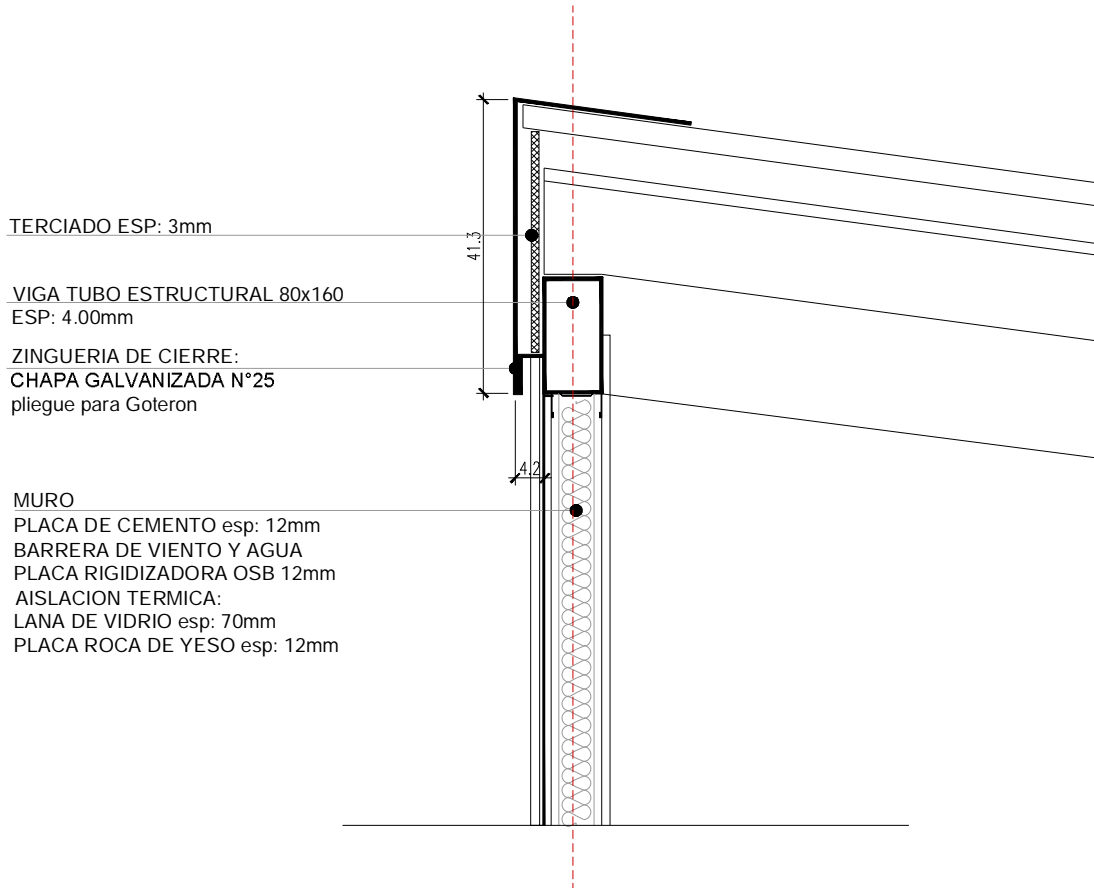 TERCIADO ESP: 3mm
41.3
VIGA TUBO ESTRUCTURAL 80x160
ESP: 4.00mm
ZINGUERIA DE CIERRE:
CHAPA GALVANIZADA N°25
pliegue para Goteron
4.2
MURO
PLACA DE CEMENTO esp: 12mm
BARRERA DE VIENTO Y AGUA
PLACA RIGIDIZADORA OSB 12mm
AISLACION TERMICA:
LANA DE VIDRIO esp: 70mm
PLACA ROCA DE YESO esp: 12mm